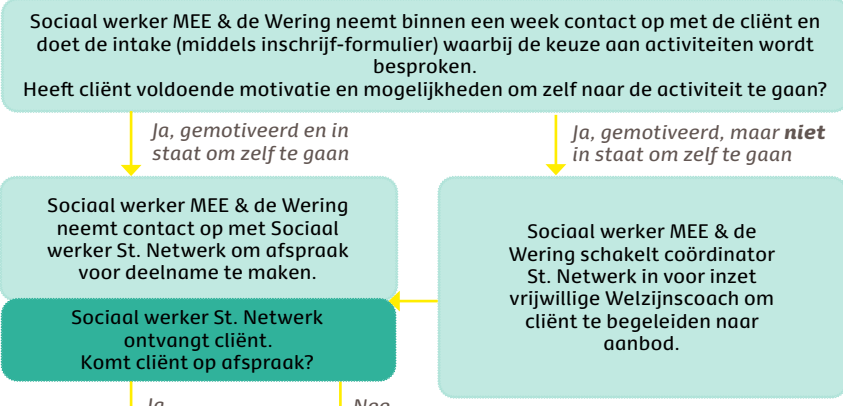 Sociaal werker MEE & de Wering neemt binnen een week contact op met de cliënt en
doet de intake (middels inschrijf-formulier) waarbij de keuze aan activiteiten wordt
besproken.
Heeft cliënt voldoende motivatie en mogelijkheden om zelf naar de activiteit te gaan?
Ja, gemotiveerd en in
staat om zelf te gaan
Ja, gemotiveerd, maar niet
in staat om zelf te gaan
Sociaal werker MEE & de Wering
neemt contact op met Sociaal
werker St. Netwerk om afspraak
voor deelname te maken.
Sociaal werker MEE & de
Wering schakelt coördinator
St. Netwerk in voor inzet
vrijwillige Welzijnscoach om
cliënt te begeleiden naar
aanbod.
Sociaal werker St. Netwerk
ontvangt cliënt.
Komt cliënt op afspraak?
Ja
Nee